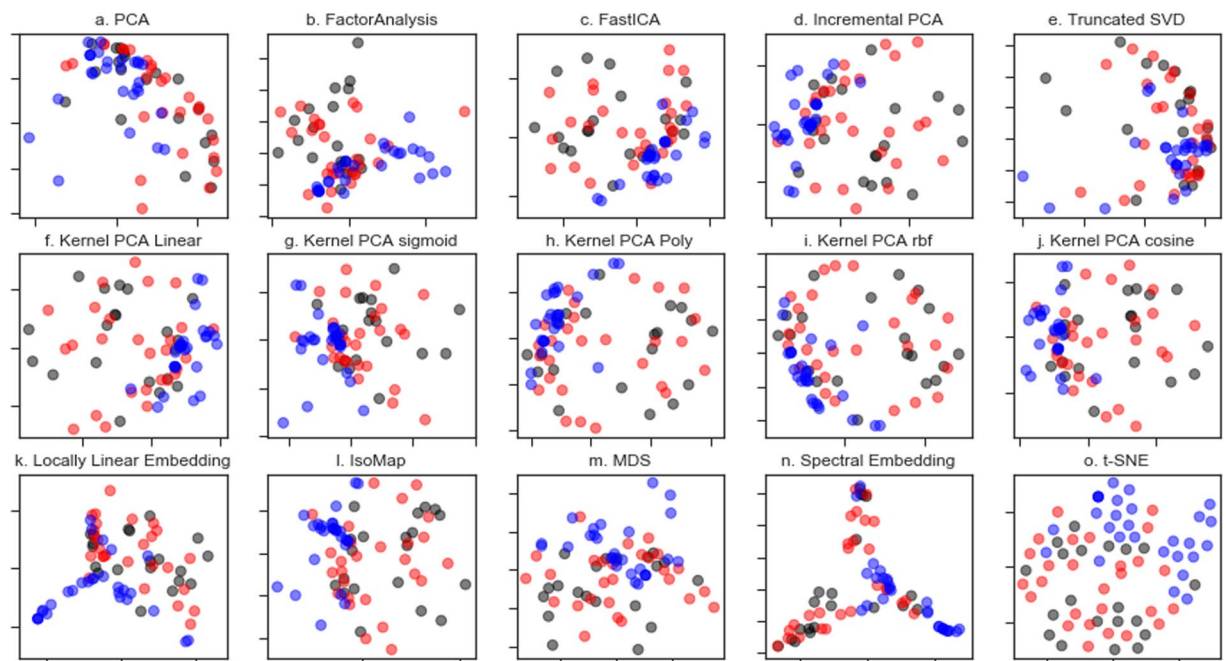 a. PCA
b. FactorAnalysis
c. FastICA
d. Incremental PCA
e. Truncated SVD
f. Kernel PCA Linear
g. Kernel PCA sigmoid
h. Kernel PCA Poly
i. Kernel PCA rbf
j. Kernel PCA cosine
k. Locally Linear Embedding
l. IsoMap
m. MDS
n. Spectral Embedding
o. t-SNE